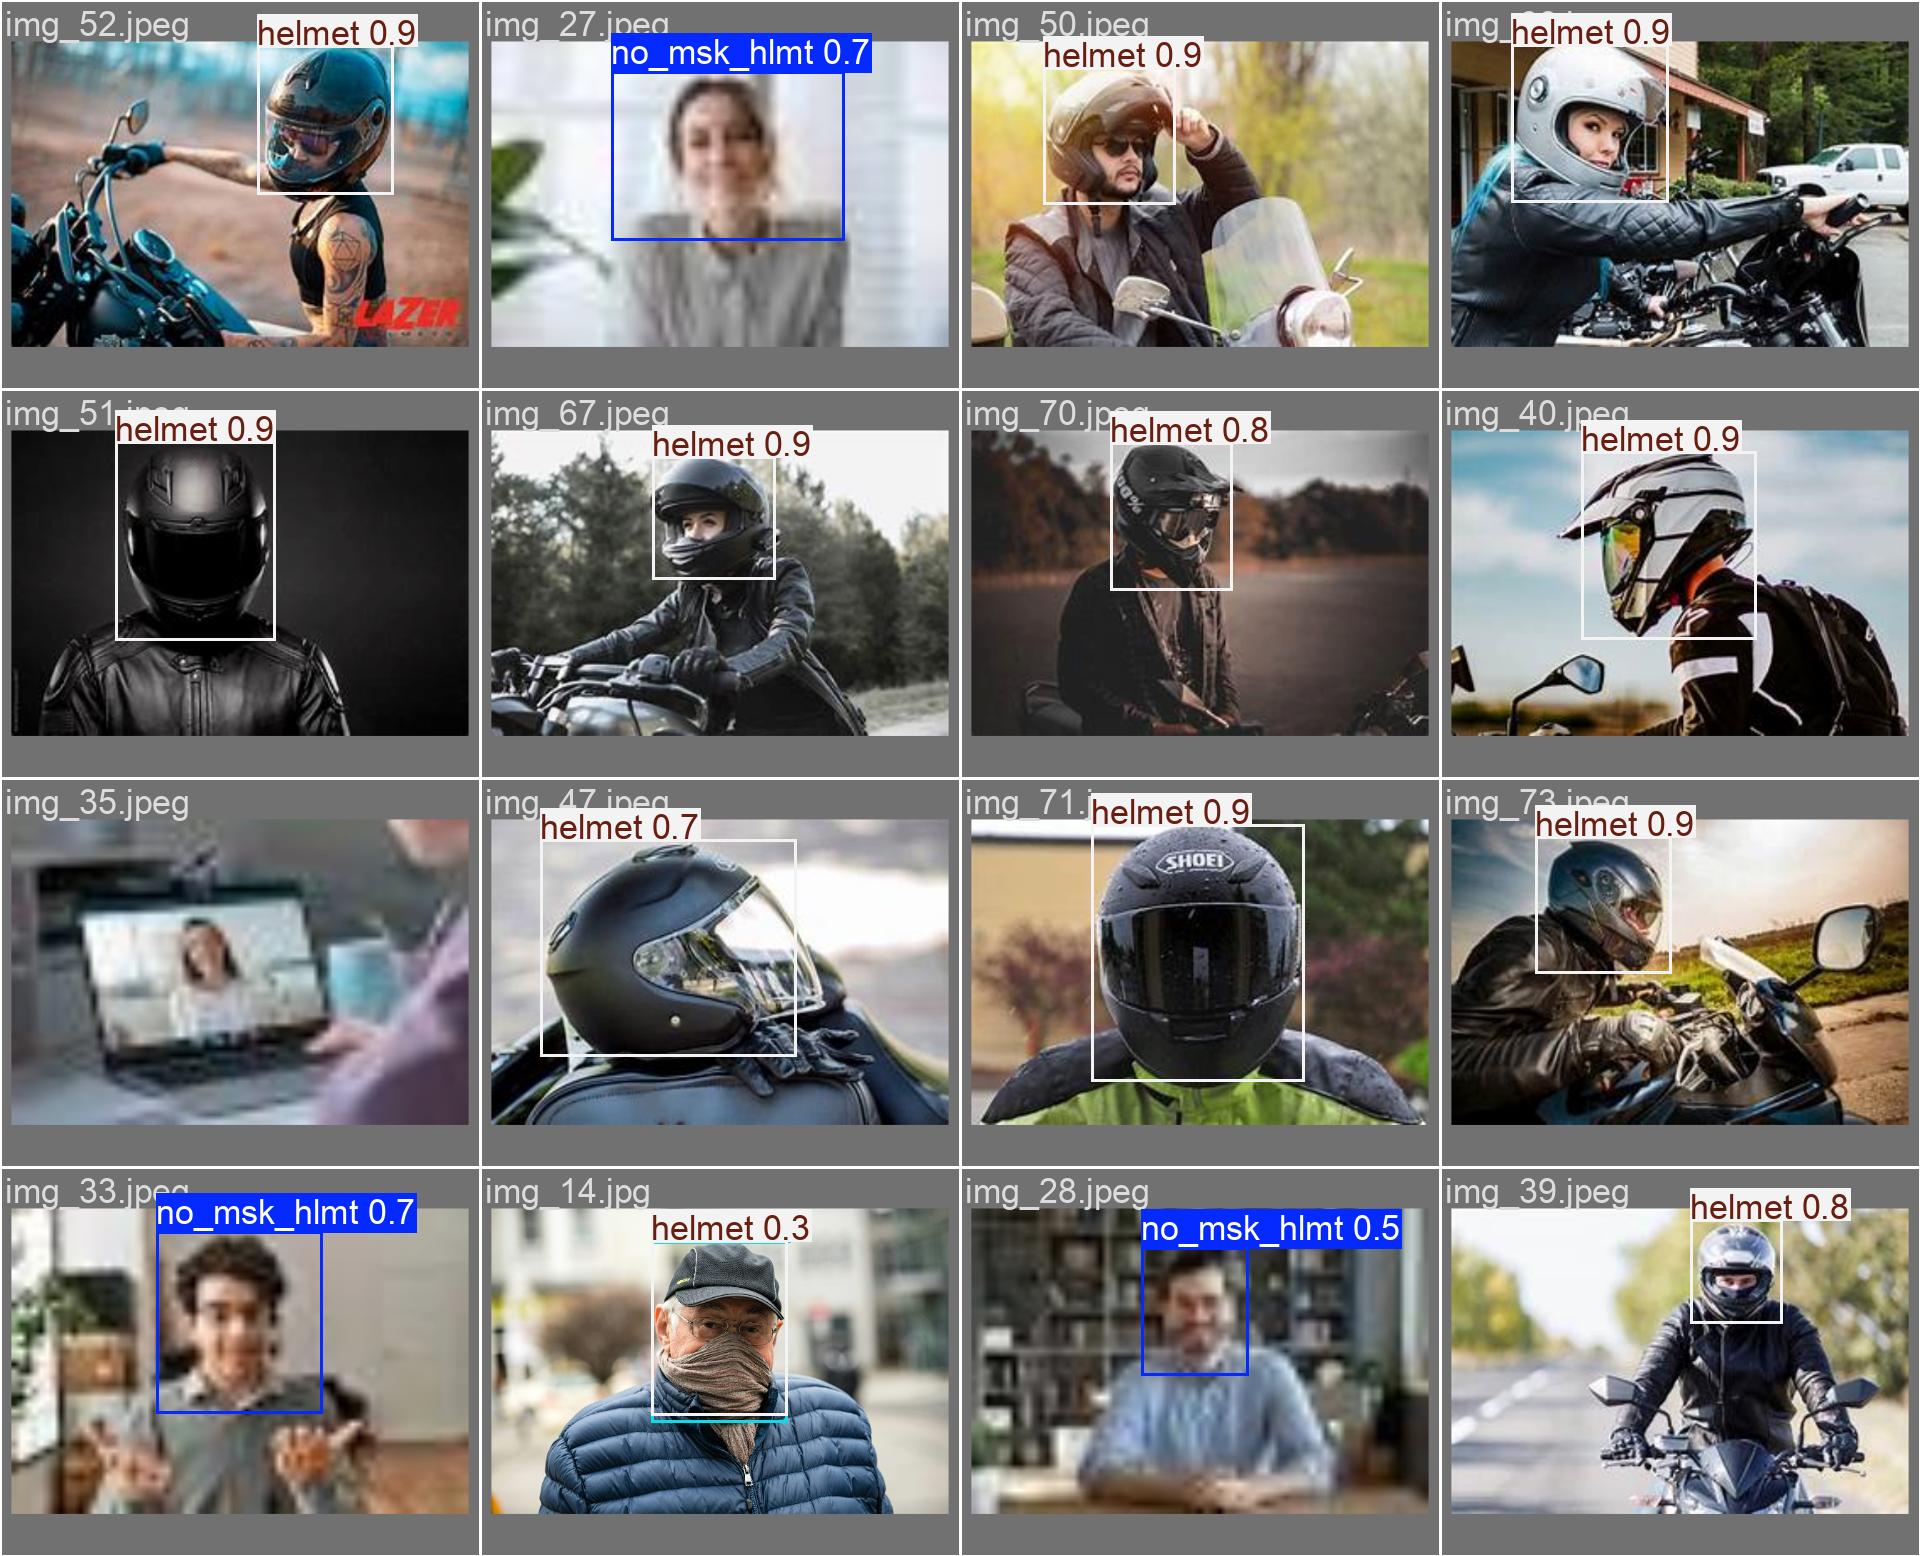 img_52.jpeg
helmet 0.9
LAZER
img_27.jpeg
no_msk_hlmt 0.7
img_50.jpeg
helmet 0.9
helmet 0.9
img_51.jpeg
helmet 0.9
img_67.jpeg
helmet 0.9
img_70.jpeg
helmet 0.8
100%
img_40.jpeg
helmet 0.9
img_35.jpeg
img_47.jpeg
helmet 0.7
img_71.j
helmet 0.9
SHOEI
img_73.jpeg
helmet 0.9
img_33.jpeg
no_msk_hlmt 0.7
img_14.jpg
helmet 0.3
img_28.jpeg
no_msk_hlmt 0.5
img_39.jpeg
helmet 0.8